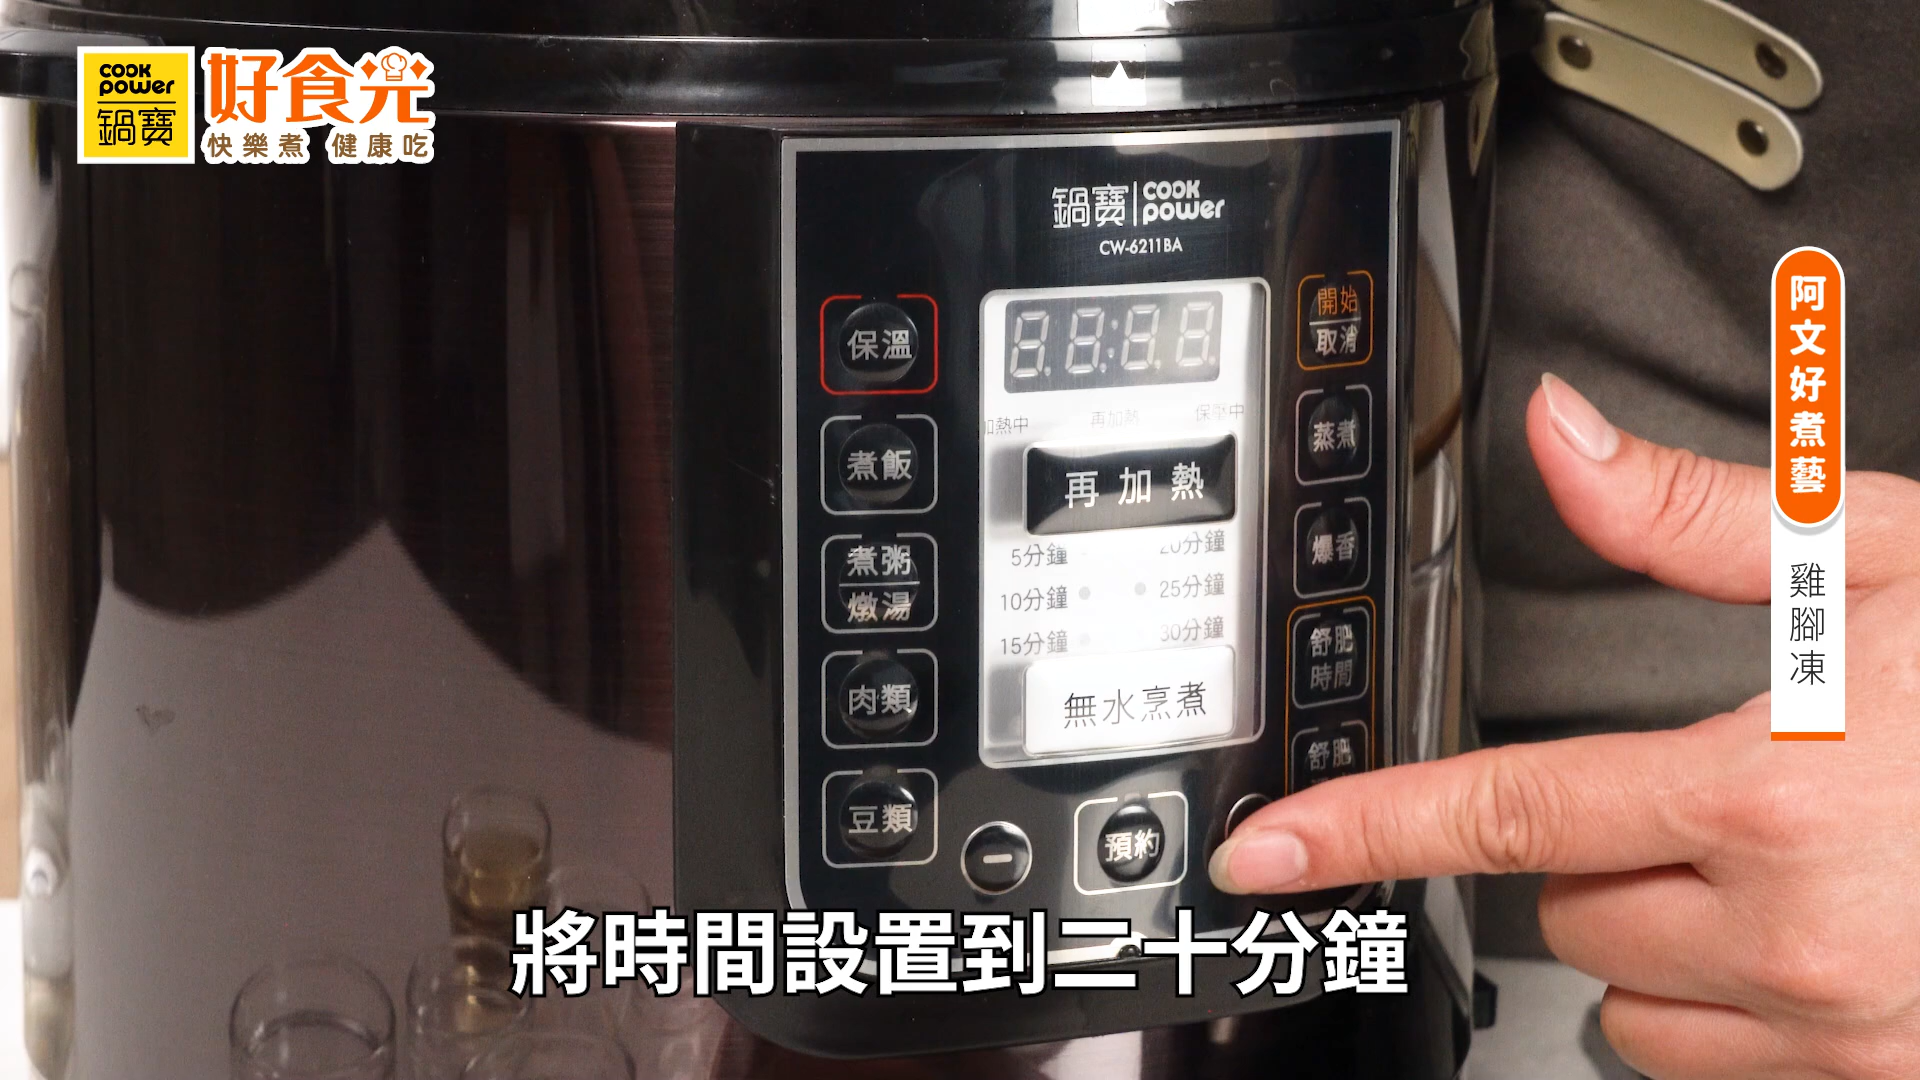 COOK
power
鍋寶
好食光
快樂煮 健康吃
鍋寶 COOK
power
CW-6211BA
保溫
煮飯
煮粥
燉湯
肉類
豆類
8:8:8:8
加熱中 再加熱 保壓中
再加熱
5分鐘 20分鐘
10分鐘 25分鐘
15分鐘 30分鐘
無水烹煮
預約
開始
取消
蒸煮
爆香
舒肥
時間
舒肥
阿文好煮藝
雞腳凍
將時間設置到二十分鐘